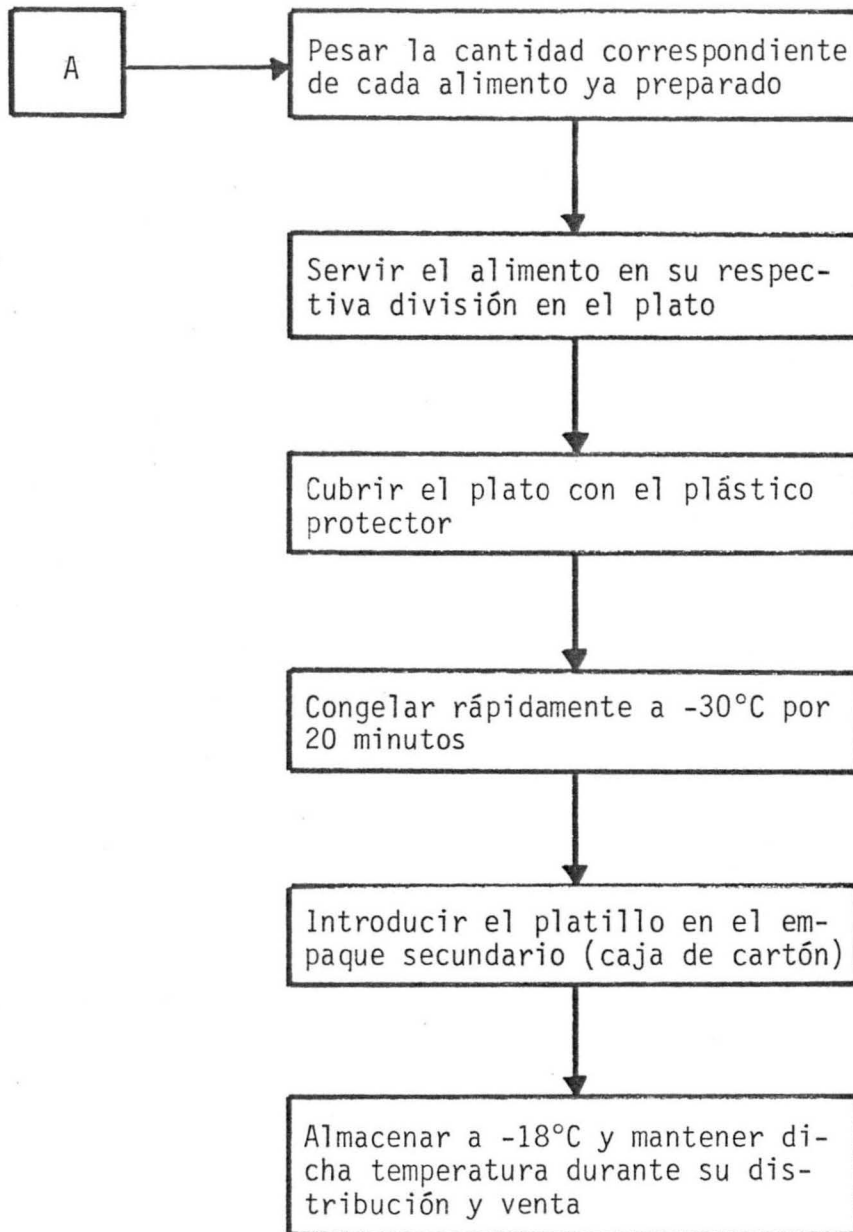 A
Pesar la cantidad correspondiente
de cada alimento ya preparado
Servir el alimento en su respec-
tiva división en el plato
Cubrir el plato con el plástico
protector
Congelar rápidamente a -30°C por
20 minutos
Introducir el platillo en el em-
paque secundario (caja de cartón)
Almacenar a -18°C y mantener di-
cha temperatura durante su dis-
tribución y venta